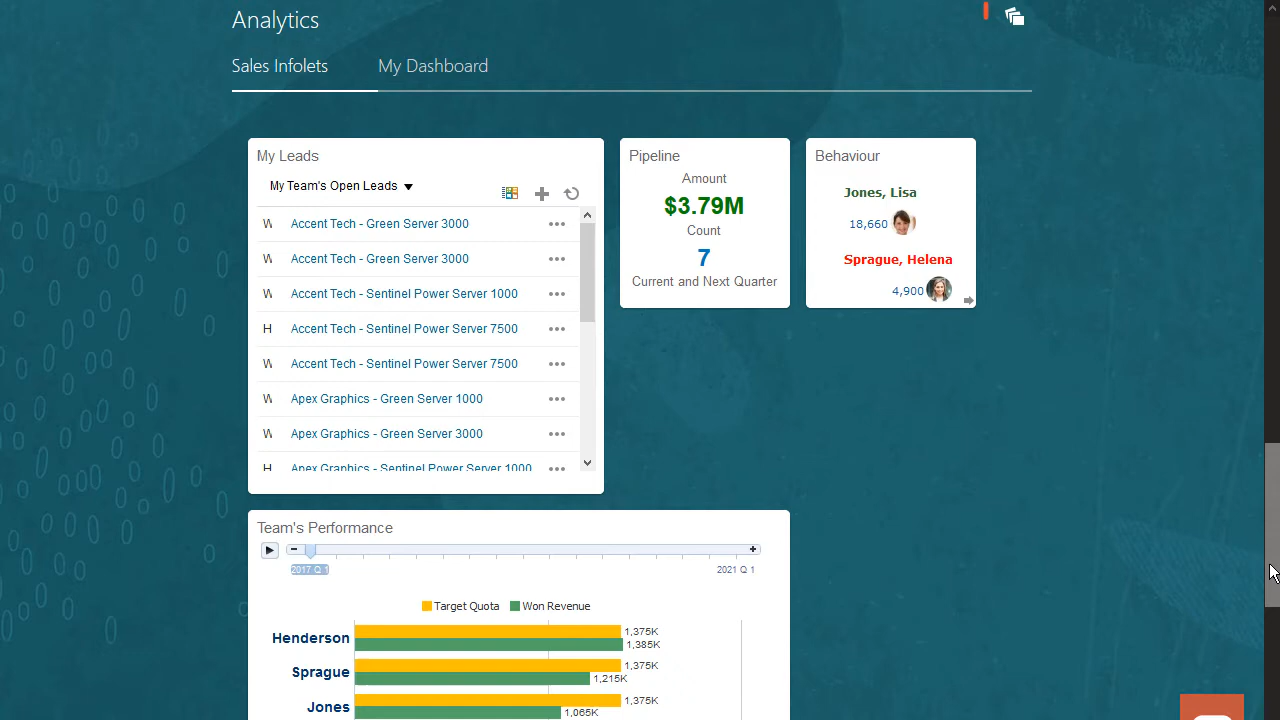 Analytics
Sales Infolets
My Dashboard
My Leads
My Team's Open Leads
W Accent Tech - Green Server 3000
W Accent Tech - Green Server 3000
W Accent Tech - Sentinel Power Server 1000
H Accent Tech - Sentinel Power Server 7500
W Accent Tech - Sentinel Power Server 7500
W Apex Graphics - Green Server 1000
W Apex Graphics - Green Server 3000
H Apex Graphics - Sentinel Power Server 1000
Pipeline
Amount
$3.79M
Count
7
Current and Next Quarter
Behaviour
Jones, Lisa
18,660
Sprague, Helena
4,900
Team's Performance
2017 Q 1
2021 Q 1
Target Quota
Won Revenue
Henderson
1,375K
1,385K
Sprague
1,375K
1,215K
Jones
1,375K
1,065K